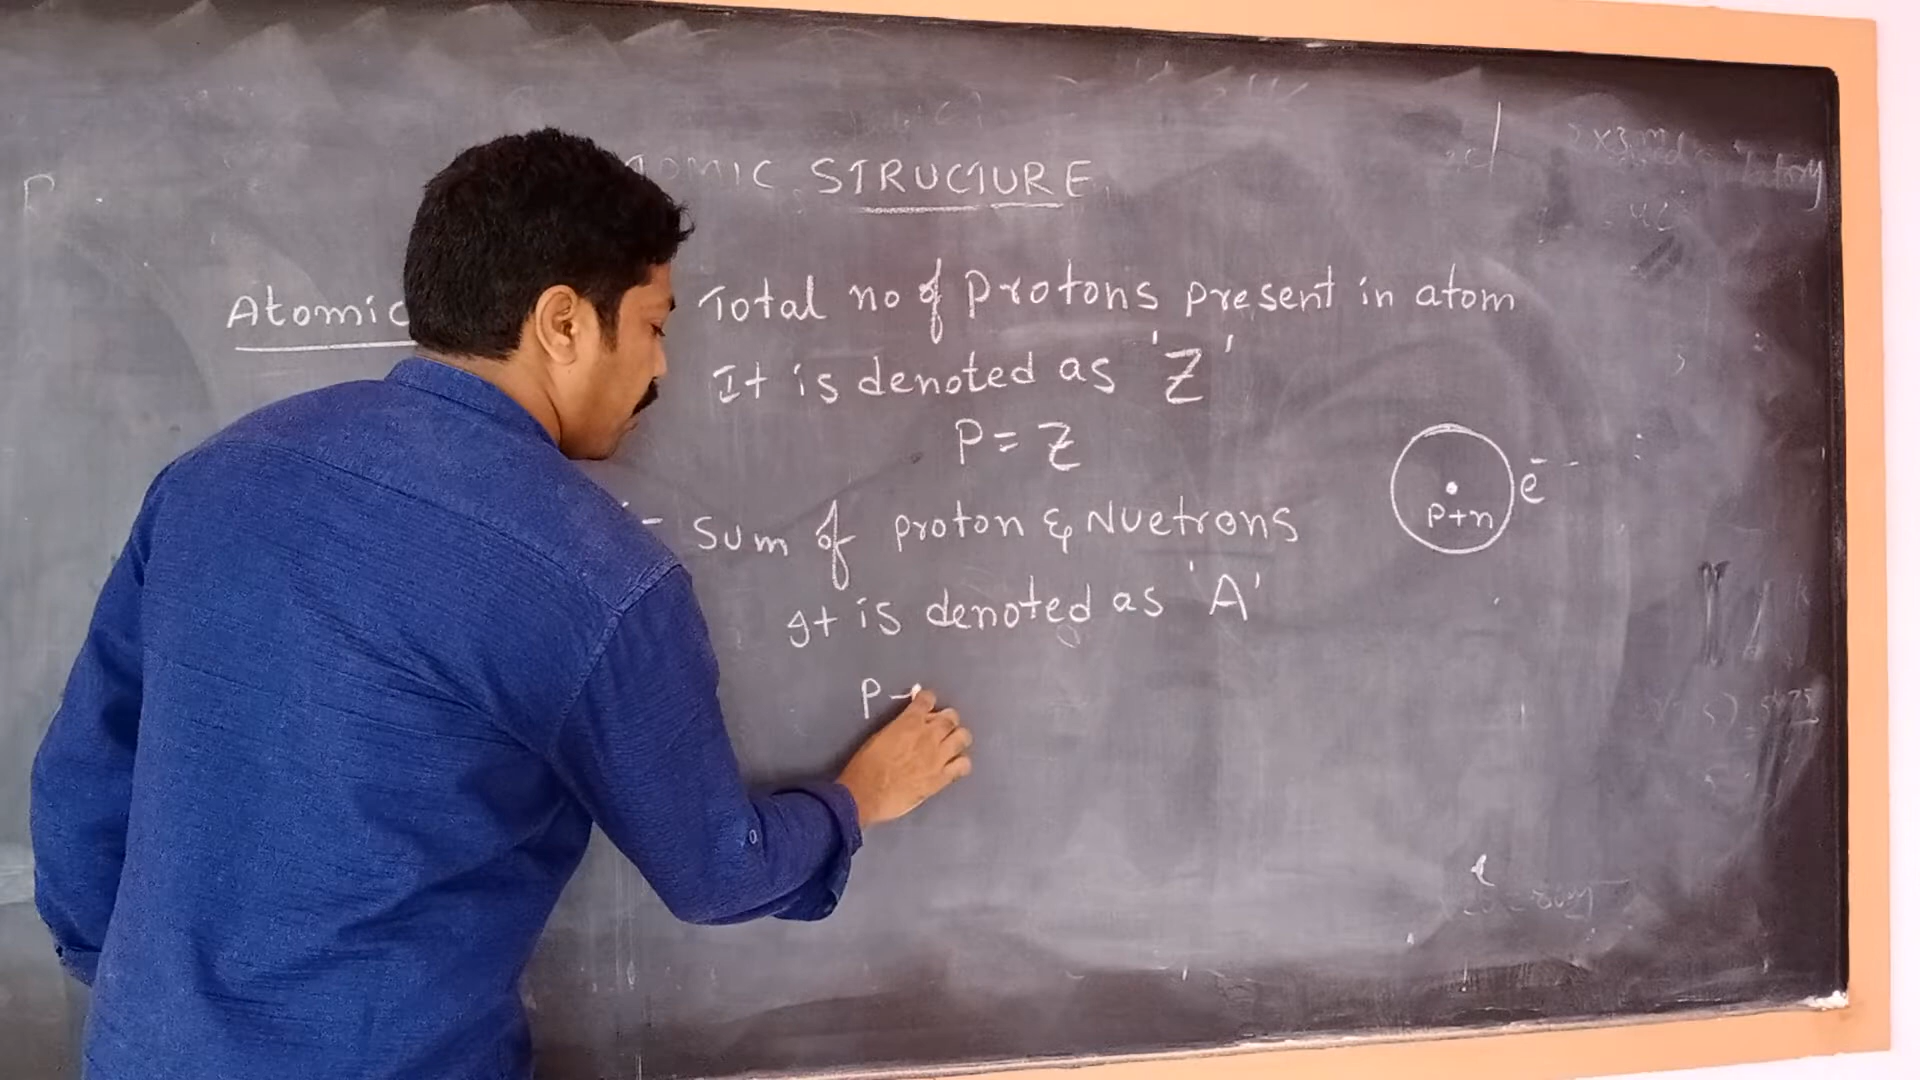 OMIC STRUCTURE
Atomic Total no of Protons present in atom
It is denoted as 'Z'
P = Z
- Sum of proton & Nuetrons
It is denoted as 'A'
P
e-
P+n